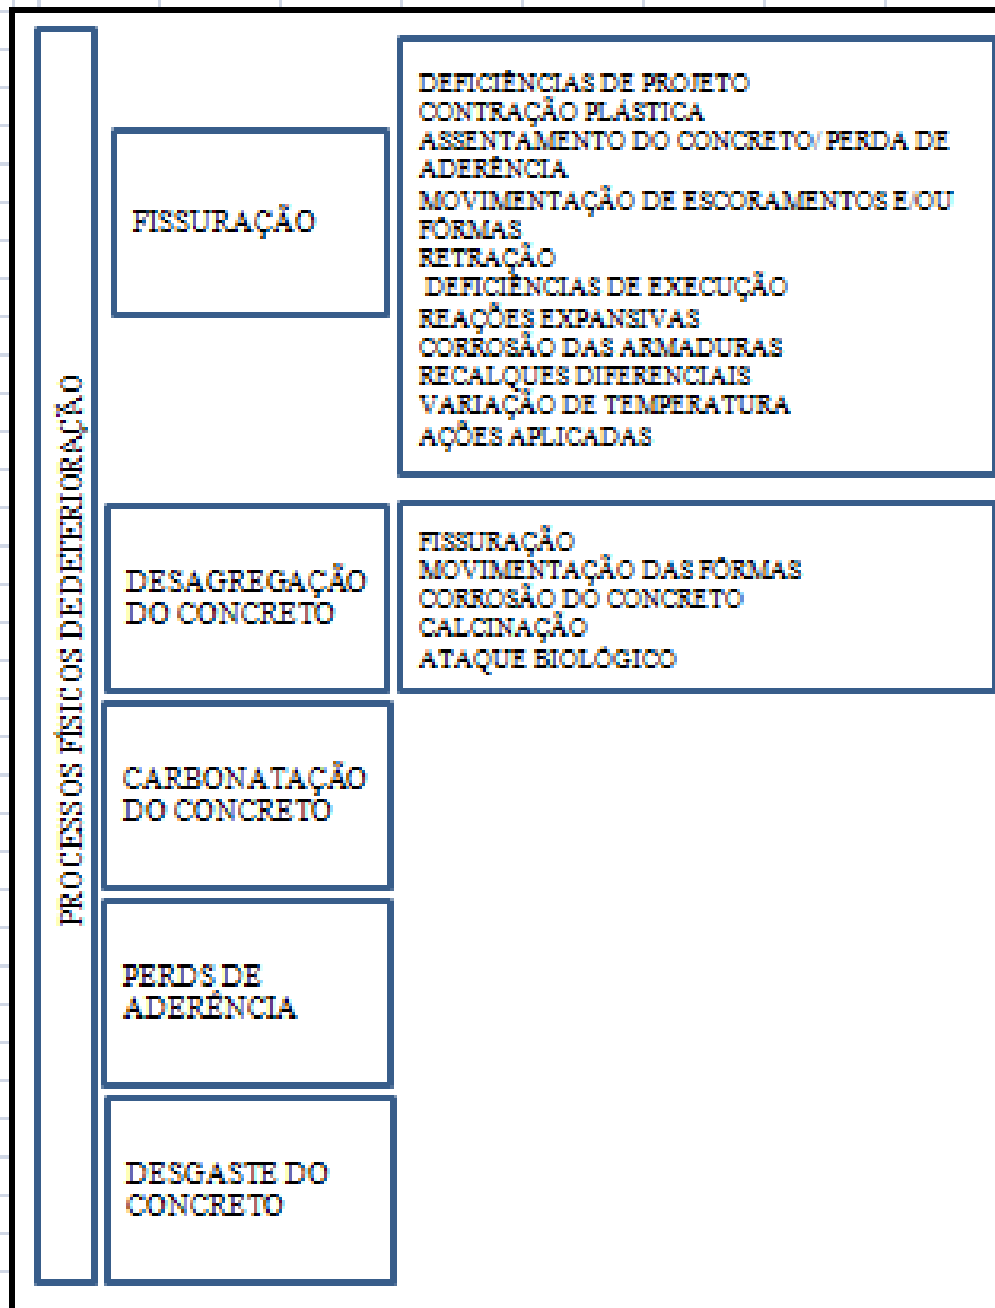 PROCESSOS FÍSICOS DE DETERIORAÇÃO
FISSURAÇÃO
DEFICIÊNCIAS DE PROJETO
CONTRAÇÃO PLÁSTICA
ASSENTAMENTO DO CONCRETO/ PERDA DE
ADERÊNCIA
MOVIMENTAÇÃO DE ESCORAMENTOS E/OU
FÔRMAS
RETRAÇÃO
DEFICIÊNCIAS DE EXECUÇÃO
REAÇÕES EXPANSIVAS
CORROSÃO DAS ARMADURAS
RECALQUES DIFERENCIAIS
VARIAÇÃO DE TEMPERATURA
AÇÕES APLICADAS
DESAGREGAÇÃO
DO CONCRETO
FISSURAÇÃO
MOVIMENTAÇÃO DAS FÔRMAS
CORROSÃO DO CONCRETO
CALCINAÇÃO
ATAQUE BIOLÓGICO
CARBONATAÇÃO
DO CONCRETO
PERDS DE
ADERÊNCIA
DESGASTE DO
CONCRETO